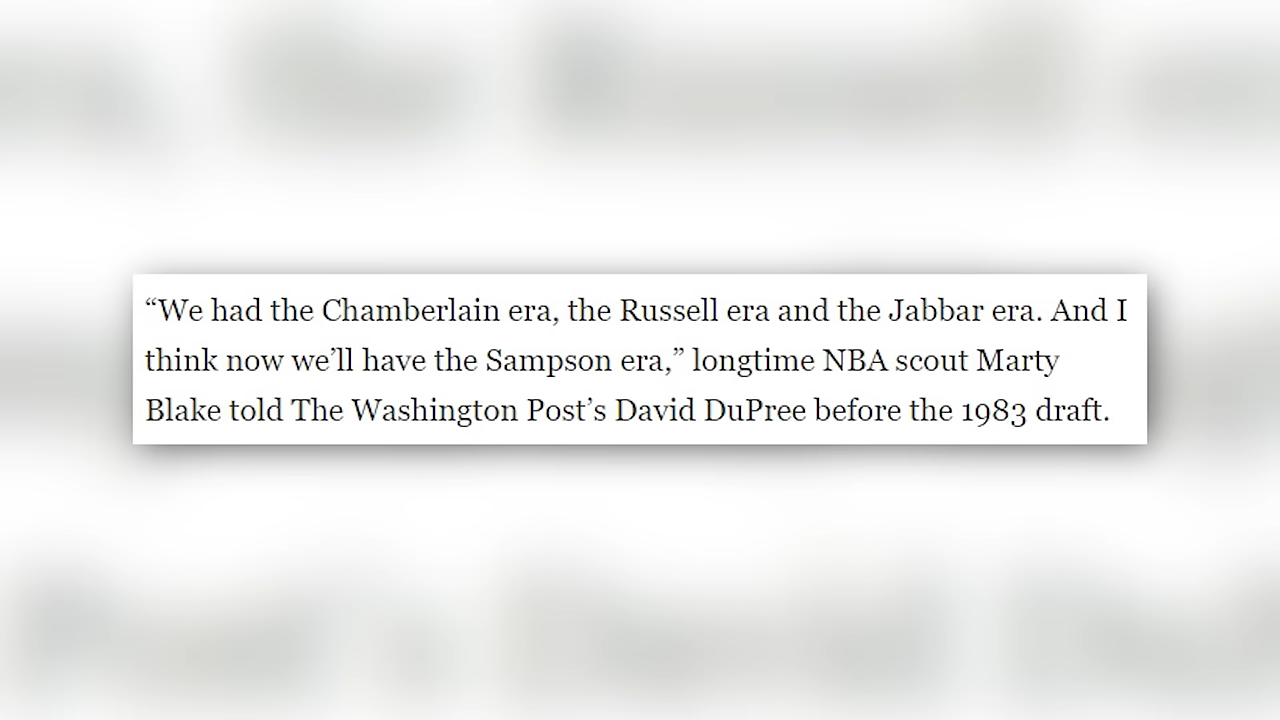 “We had the Chamberlain era, the Russell era and the Jabbar era. And I
think now we’ll have the Sampson era,” longtime NBA scout Marty
Blake told The Washington Post’s David DuPree before the 1983 draft.